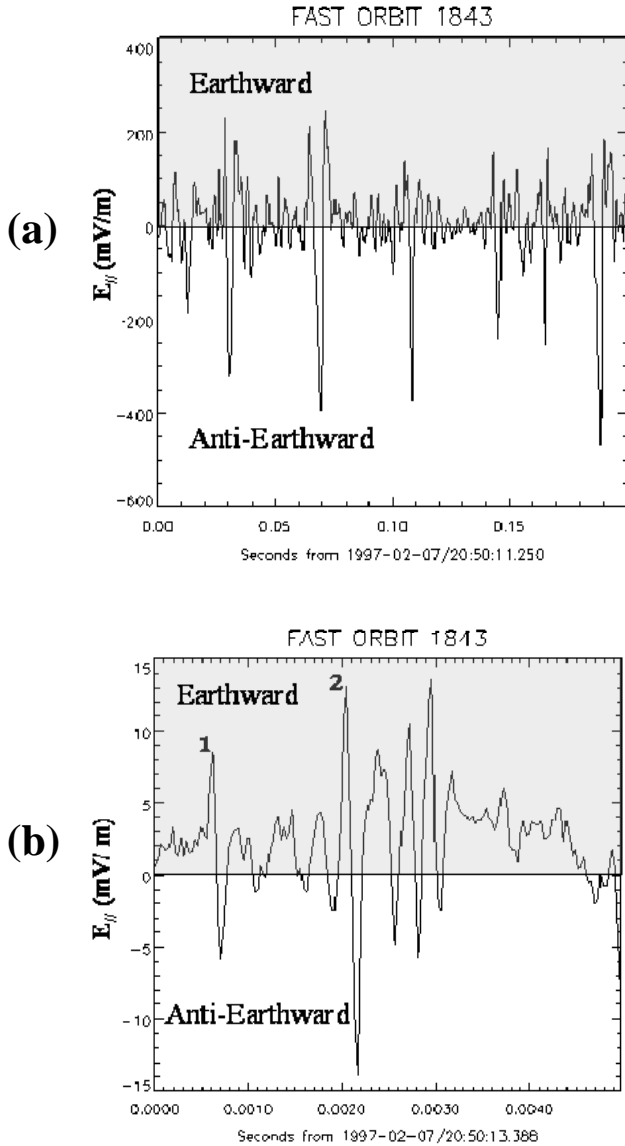 FAST ORBIT 1843
400
Earthward
200
(a)
E// (mV/m)
0
-200
-400
Anti-Earthward
-600
0.00 0.05 0.10 0.15
Seconds from 1997-02-07/20:50:11.250
FAST ORBIT 1843
15
Earthward
2
10
1
5
(b)
E// (mV/m)
0
-5
-10
Anti-Earthward
-15
0.0000 0.0010 0.0020 0.0030 0.0040
Seconds from 1997-02-07/20:50:13.388